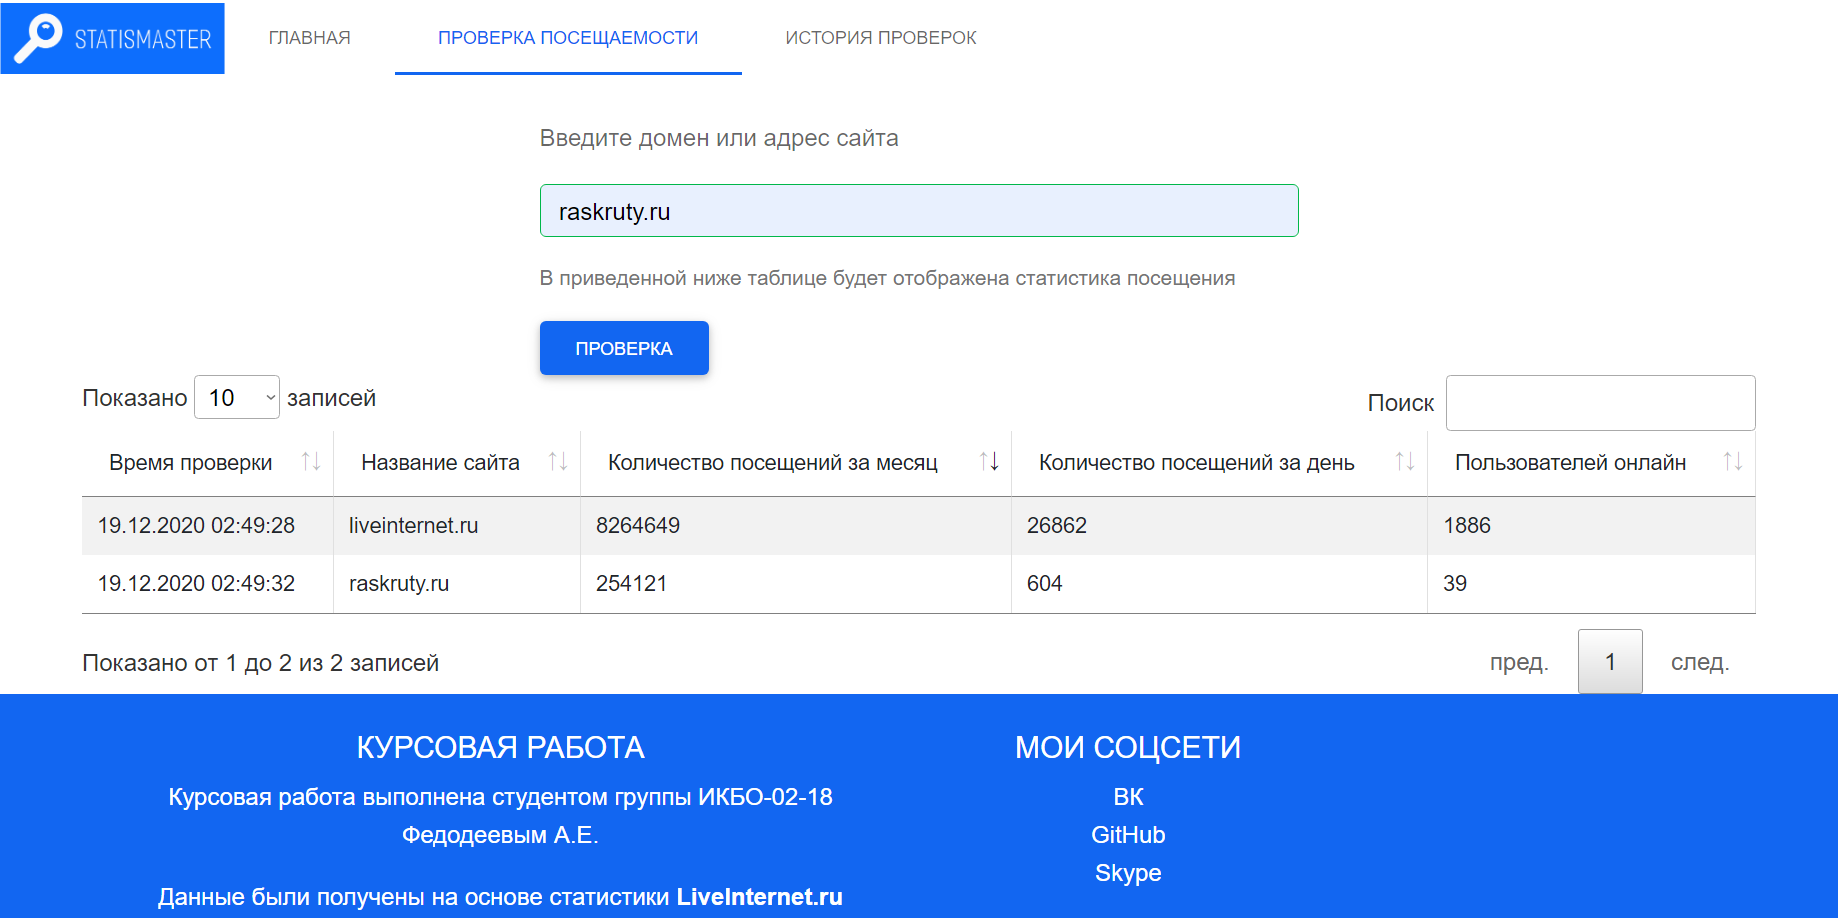 STATISMASTER ГЛАВНАЯ ПРОВЕРКА ПОСЕЩАЕМОСТИ ИСТОРИЯ ПРОВЕРОК
Введите домен или адрес сайта
raskruty.ru
В приведенной ниже таблице будет отображена статистика посещения
ПРОВЕРКА
Показано 10 записей Поиск
Время проверки Название сайта Количество посещений за месяц Количество посещений за день Пользователей онлайн
19.12.2020 02:49:28 liveinternet.ru 8264649 26862 1886
19.12.2020 02:49:32 raskruty.ru 254121 604 39
Показано от 1 до 2 из 2 записей пред. 1 след.
КУРСОВАЯ РАБОТА
Курсовая работа выполнена студентом группы ИКБО-02-18
Федодеевым А.Е.
Данные были получены на основе статистики LiveInternet.ru
МОИ СОЦСЕТИ
ВК
GitHub
Skype